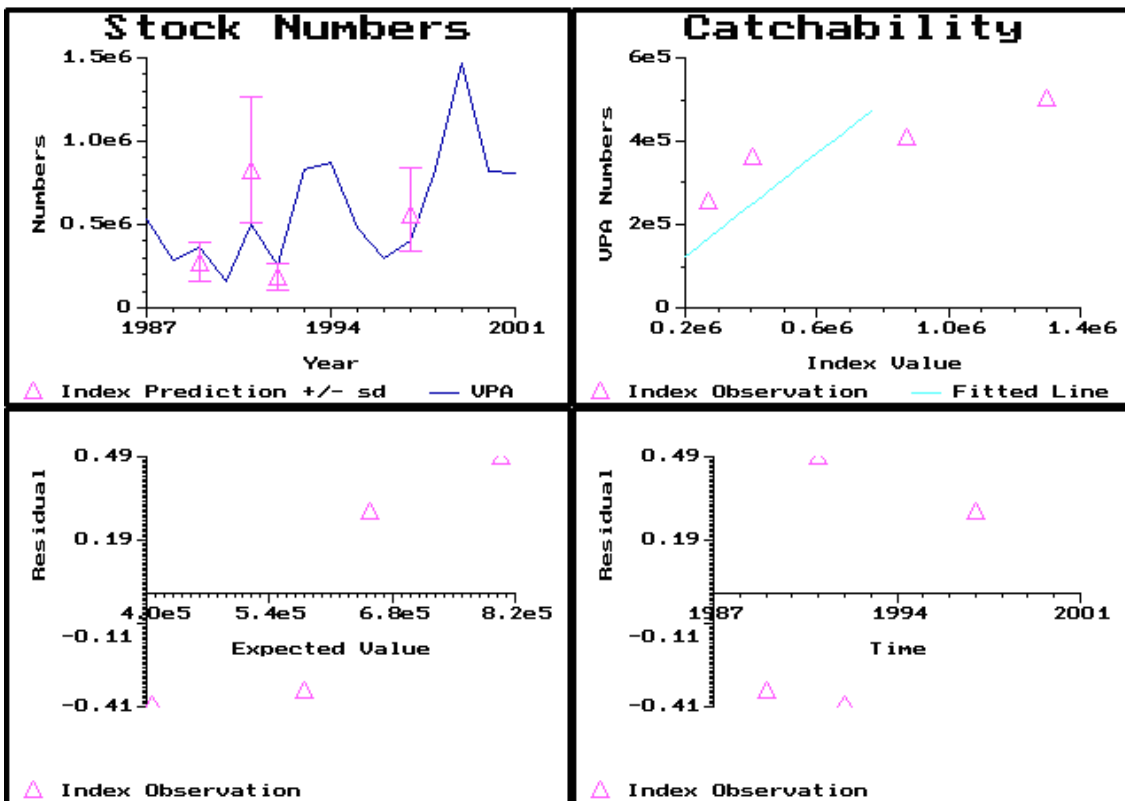 Stock Numbers
1.5e6
1.0e6
0.5e6
0
Numbers
1987 1994 2001
Year
Index Prediction +/- sd VPA
Catchability
6e5
4e5
2e5
0
VPA Numbers
0.2e6 0.6e6 1.0e6 1.4e6
Index Value
Index Observation Fitted Line
0.49
0.19
-0.11
-0.41
Residual
4.0e5 5.4e5 6.8e5 8.2e5
Expected Value
Index Observation
0.49
0.19
-0.11
-0.41
Residual
1987 1994 2001
Time
Index Observation